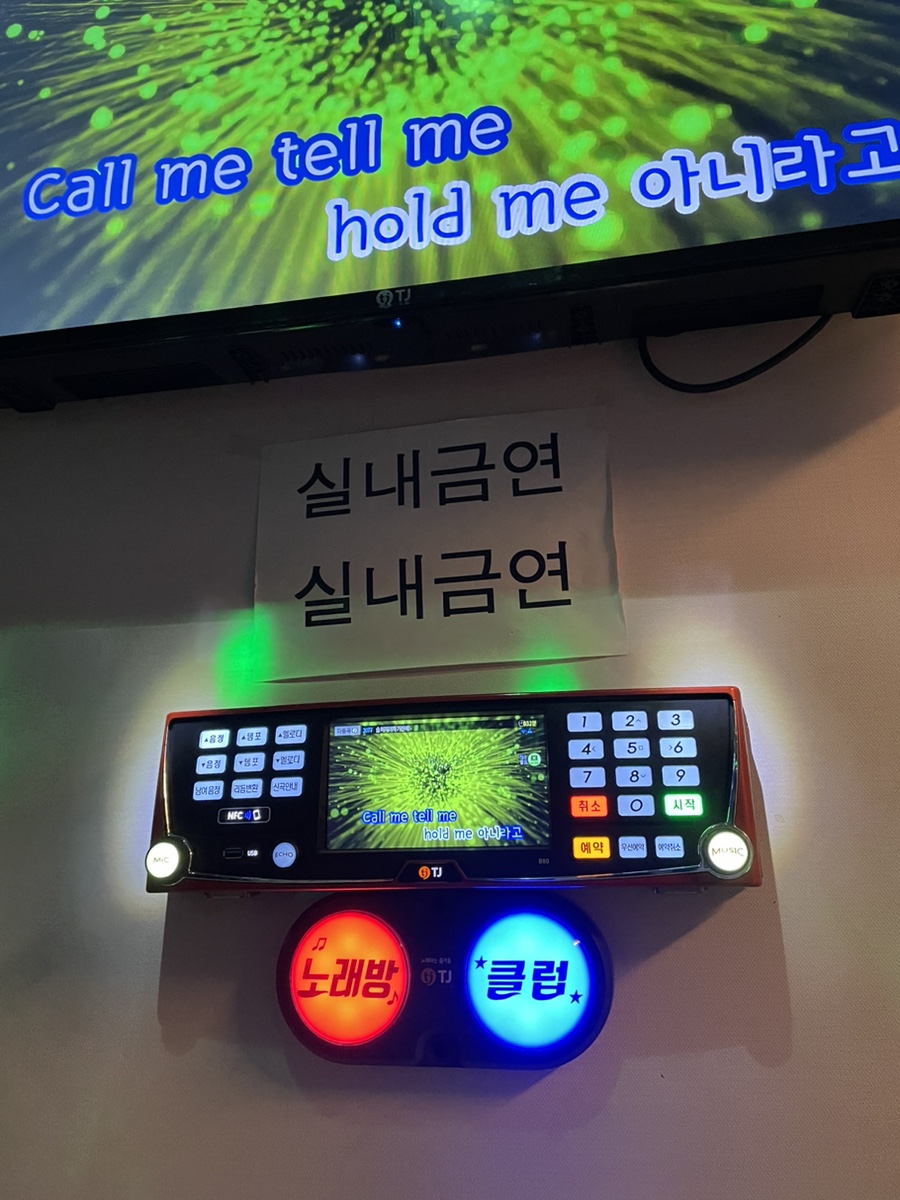 Call me tell me
hold me 아니라고
TJ
실내금연
실내금연
▲음정 ▲템포 ▲멜로디
▼음정 ▼템포 ▼멜로디
남여음정 리듬변환 신곡안내
NFC
USB
ECHO
MIC
Call me tell me
hold me 아니라고
TJ
B80
1 2 3
4 5 6
7 8 9
취소 0 시작
예약 우선예약 예약취소
MUSIC
노래방
TJ
클럽